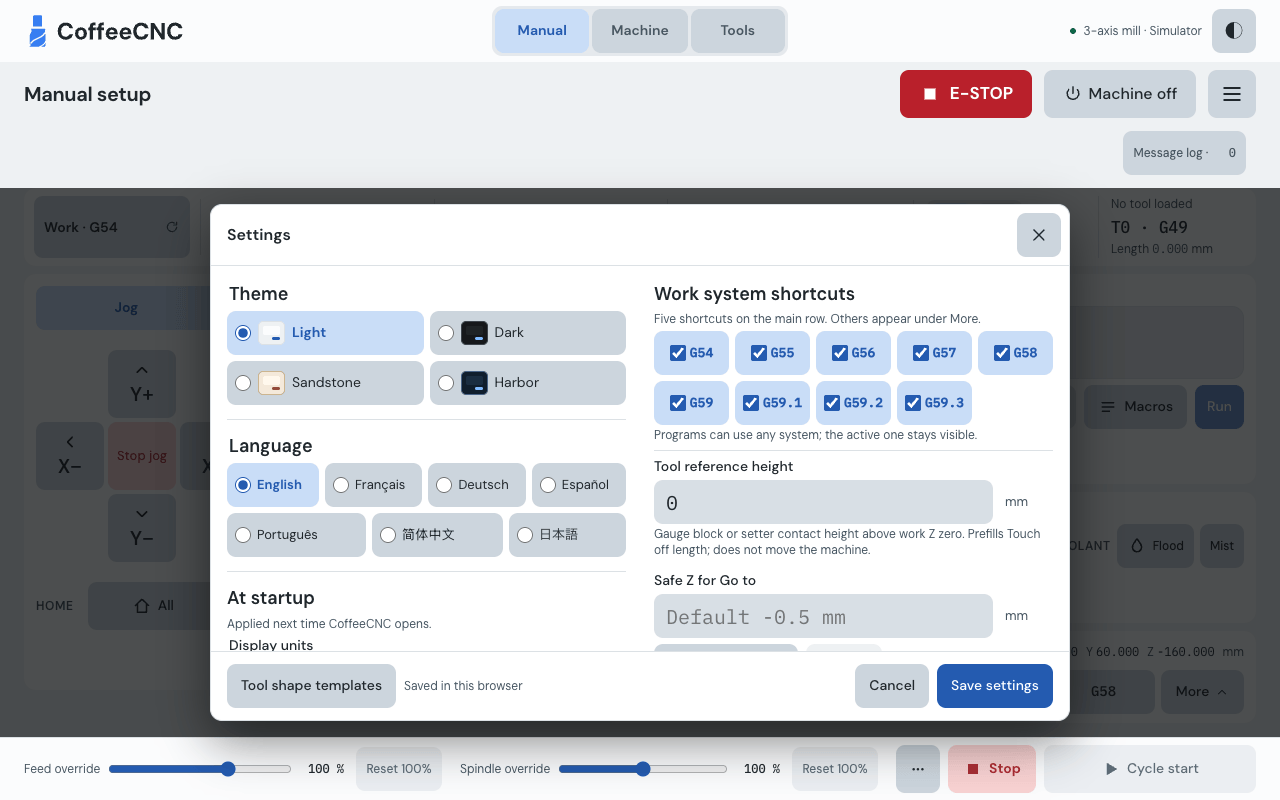 CoffeeCNC
Manual
Machine
Tools
3-axis mill · Simulator
Manual setup
E-STOP
Machine off
Message log · 0
Work · G54
No tool loaded
T0 · G49
Length 0.000 mm
Settings
Theme
Light
Dark
Sandstone
Harbor
Language
English
Français
Deutsch
Español
Português
简体中文
日本語
At startup
Applied next time CoffeeCNC opens.
Display units
Work system shortcuts
Five shortcuts on the main row. Others appear under More.
G54
G55
G56
G57
G58
G59
G59.1
G59.2
G59.3
Programs can use any system; the active one stays visible.
Tool reference height
0 mm
Gauge block or setter contact height above work Z zero. Prefills Touch
off length; does not move the machine.
Safe Z for Go to
Default -0.5 mm mm
Tool shape templates
Saved in this browser
Cancel
Save settings
Jog
Y+
X−
Stop jog
Y−
HOME
All
Macros
Run
Flood
Mist
0 Y 60.000 Z -160.000 mm
G58
More
Feed override
100 %
Reset 100%
Spindle override
100 %
Reset 100%
...
Stop
Cycle start